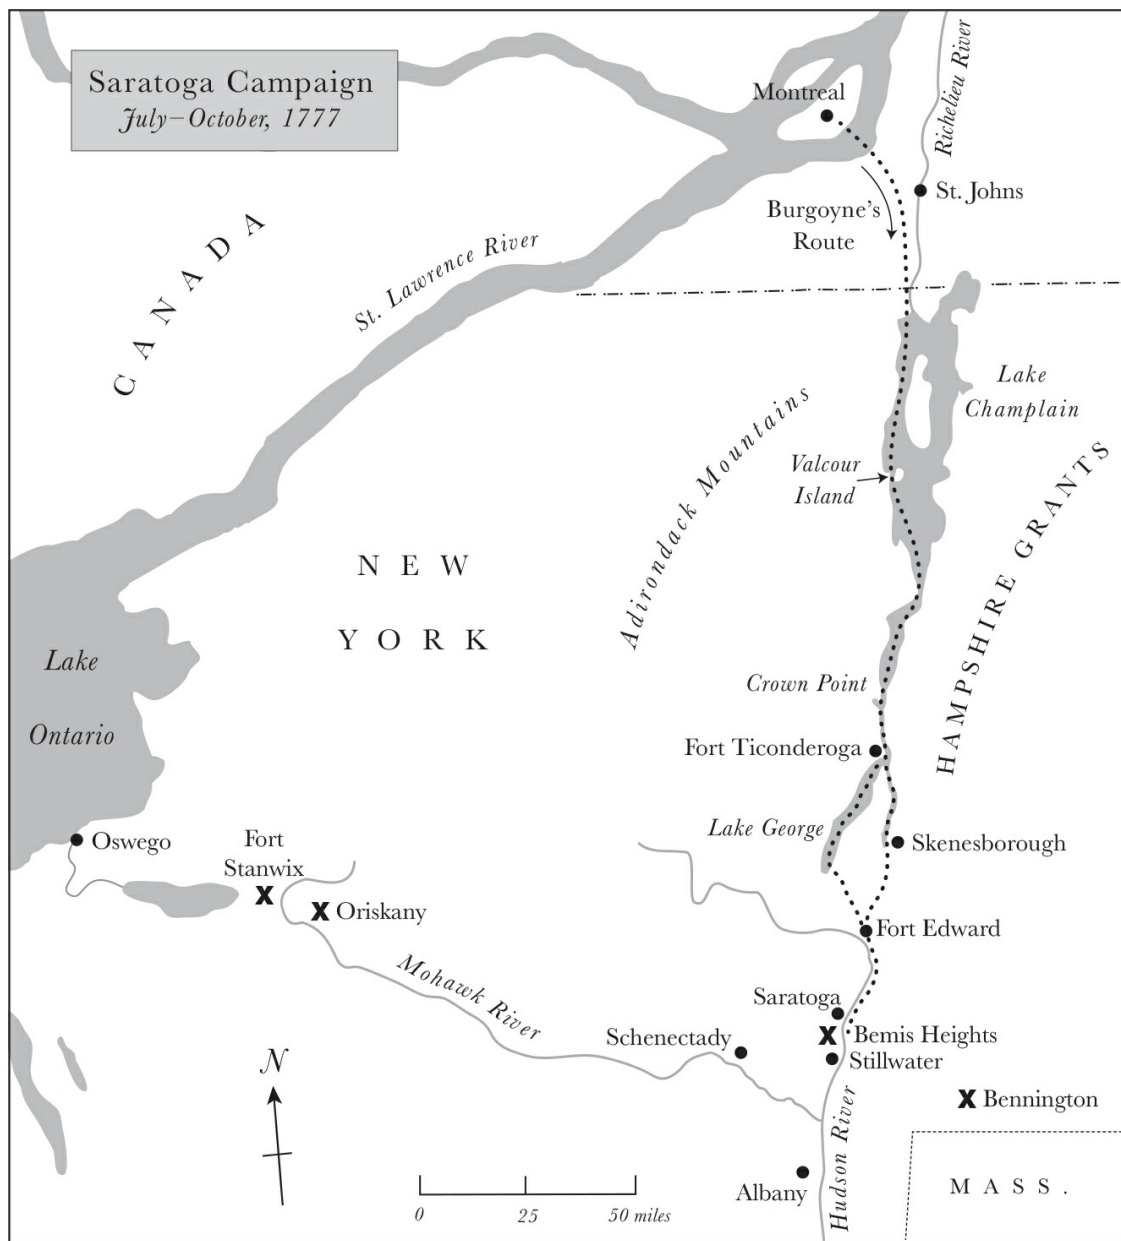 Saratoga Campaign
July–October, 1777
Montreal
Richelieu River
St. Johns
Burgoyne's
Route
CANADA
St. Lawrence River
Lake
Champlain
Adirondack Mountains
Valcour
Island
HAMPSHIRE GRANTS
NEW
YORK
Lake
Ontario
Crown Point
Fort Ticonderoga
Lake George
Skenesborough
Oswego
Fort
Stanwix
X
X Oriskany
Fort Edward
Mohawk River
Saratoga
X Bemis Heights
Schenectady
Stillwater
N
X Bennington
Hudson River
Albany
MASS.
0 25 50 miles